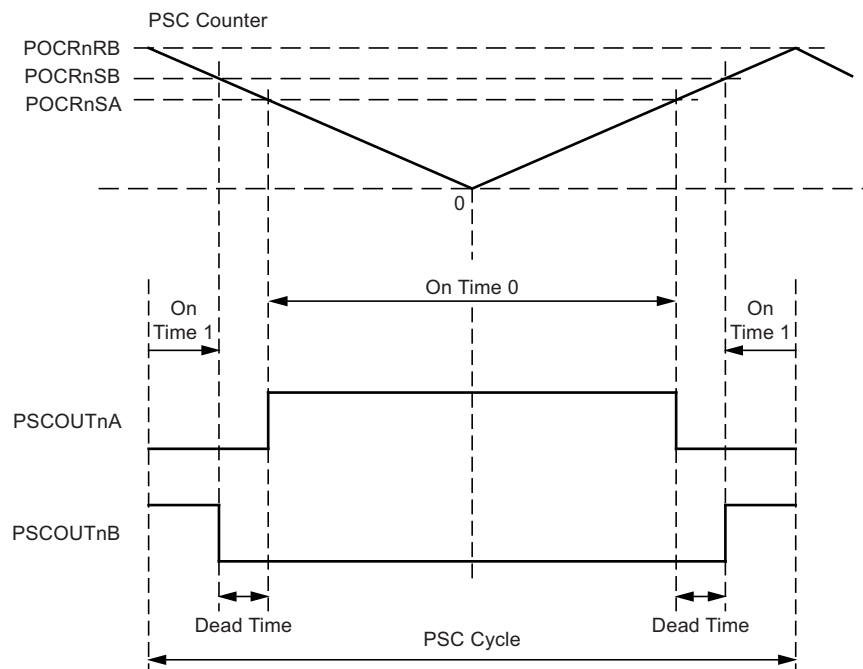 PSC Counter
POCRnRB
POCRnSB
POCRnSA
0
On Time 0
On
Time 1
On
Time 1
PSCOUTnA
PSCOUTnB
Dead Time
Dead Time
PSC Cycle